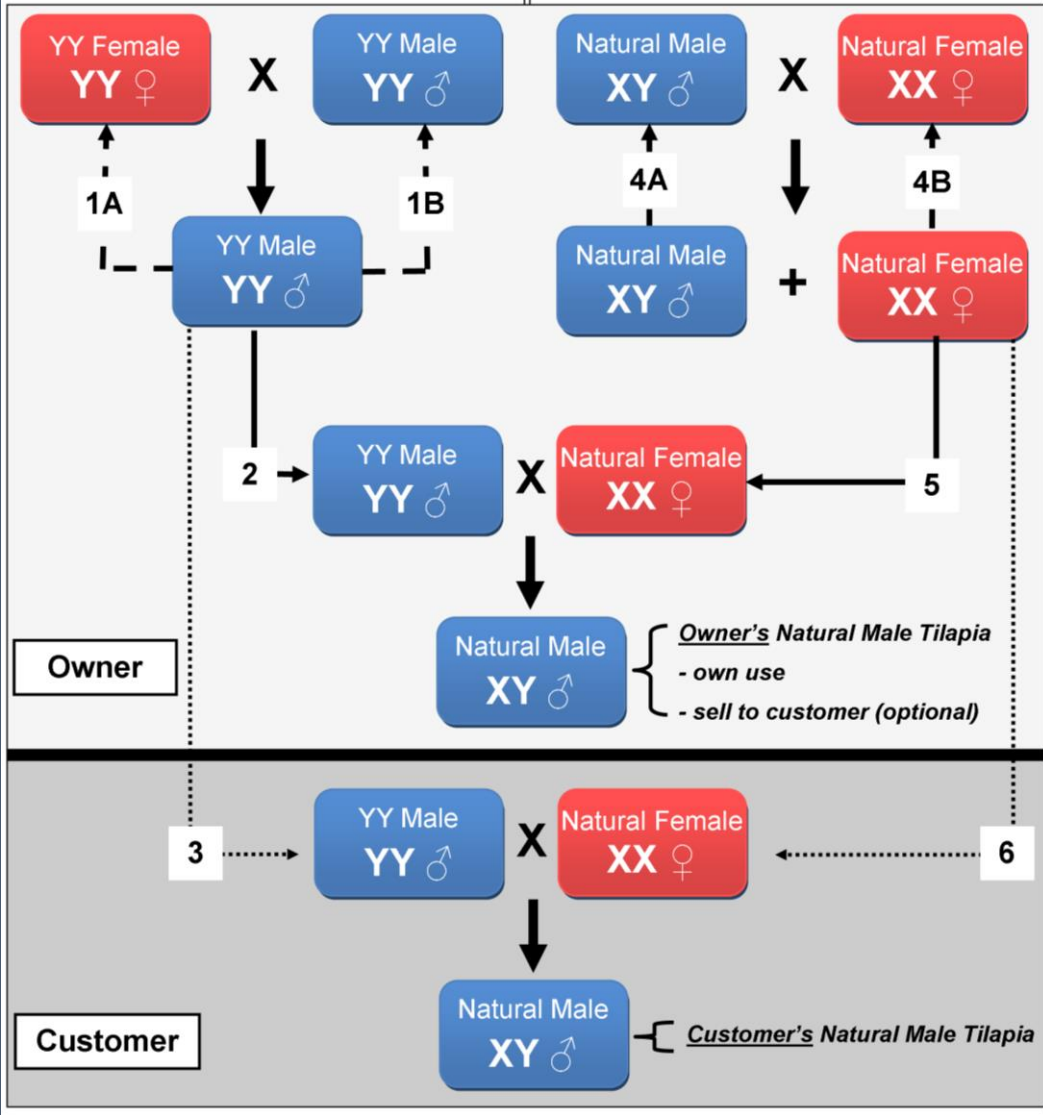 YY Female
YY ♀
X
YY Male
YY ♂
Natural Male
XY ♂
X
Natural Female
XX ♀
1A
1B
4A
4B
YY Male
YY ♂
Natural Male
XY ♂
+
Natural Female
XX ♀
2
YY Male
YY ♂
X
Natural Female
XX ♀
5
Natural Male
XY ♂
Owner's Natural Male Tilapia
- own use
- sell to customer (optional)
Owner
3
YY Male
YY ♂
X
Natural Female
XX ♀
6
Natural Male
XY ♂
Customer's Natural Male Tilapia
Customer